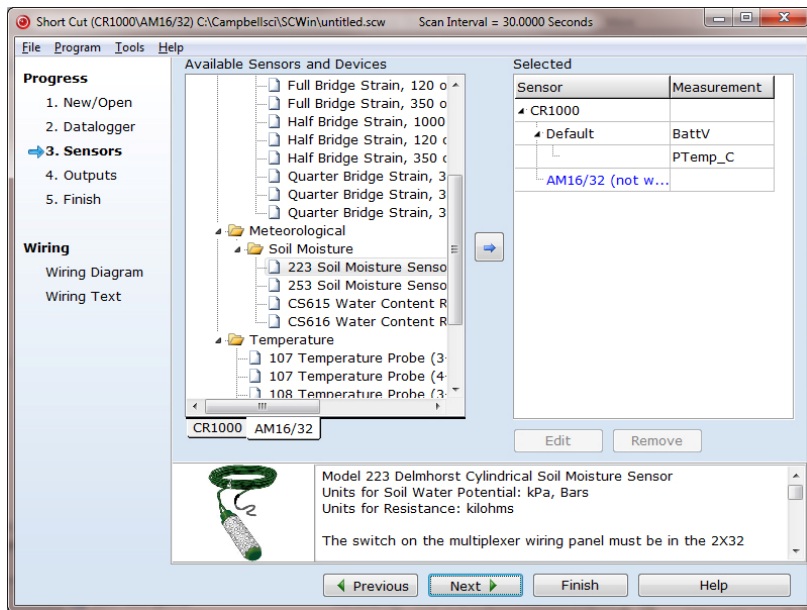 Short Cut (CR1000\AM16/32) C:\Campbellsci\SCWin\untitled.scw Scan Interval = 30.0000 Seconds
File Program Tools Help
Progress
1. New/Open
2. Datalogger
3. Sensors
4. Outputs
5. Finish
Wiring
Wiring Diagram
Wiring Text
Available Sensors and Devices
Full Bridge Strain, 120 o
Full Bridge Strain, 350 o
Half Bridge Strain, 1000
Half Bridge Strain, 120 o
Half Bridge Strain, 350 o
Quarter Bridge Strain, 3
Quarter Bridge Strain, 3
Quarter Bridge Strain, 3
Meteorological
Soil Moisture
223 Soil Moisture Senso
253 Soil Moisture Senso
CS615 Water Content R
CS616 Water Content R
Temperature
107 Temperature Probe (3-
107 Temperature Probe (4-
108 Temperature Probe (3-
CR1000 AM16/32
Selected
Sensor Measurement
CR1000
Default BattV
PTemp_C
AM16/32 (not w...
Edit Remove
Model 223 Delmhorst Cylindrical Soil Moisture Sensor
Units for Soil Water Potential: kPa, Bars
Units for Resistance: kilohms
The switch on the multiplexer wiring panel must be in the 2X32
Previous Next Finish Help